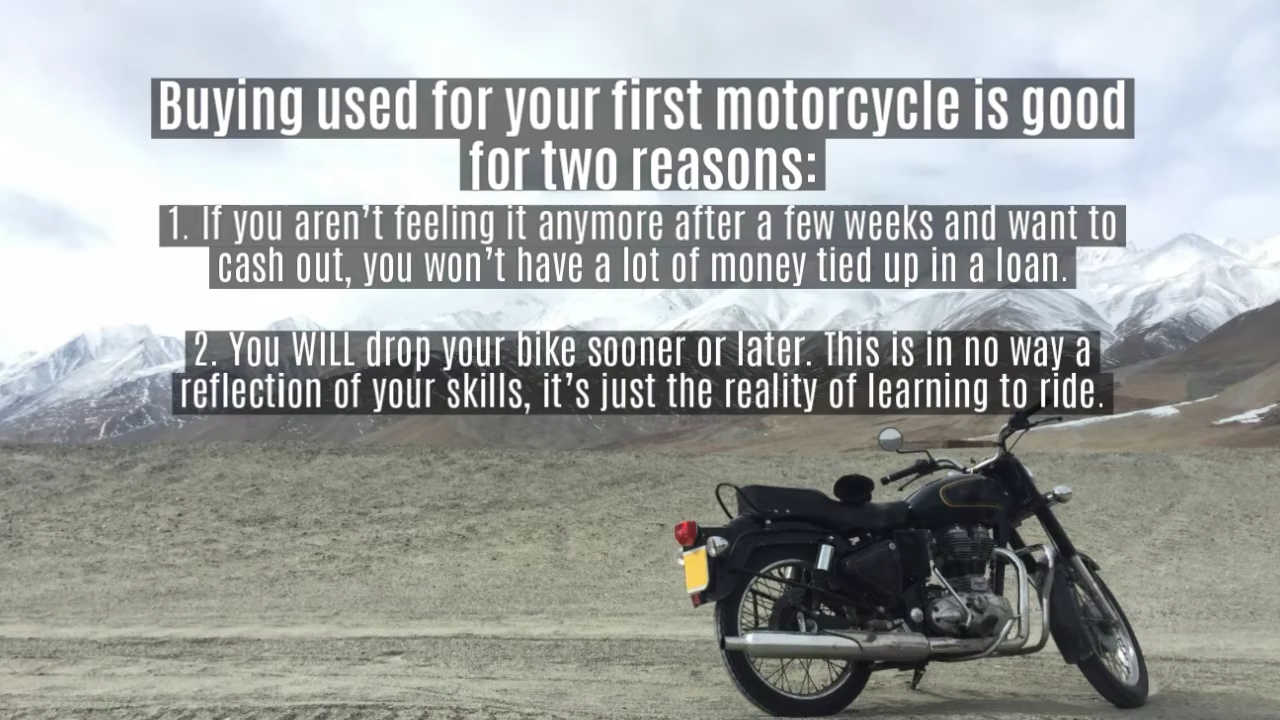 Buying used for your first motorcycle is good
for two reasons:
1. If you aren’t feeling it anymore after a few weeks and want to
cash out, you won’t have a lot of money tied up in a loan.
2. You WILL drop your bike sooner or later. This is in no way a
reflection of your skills, it’s just the reality of learning to ride.